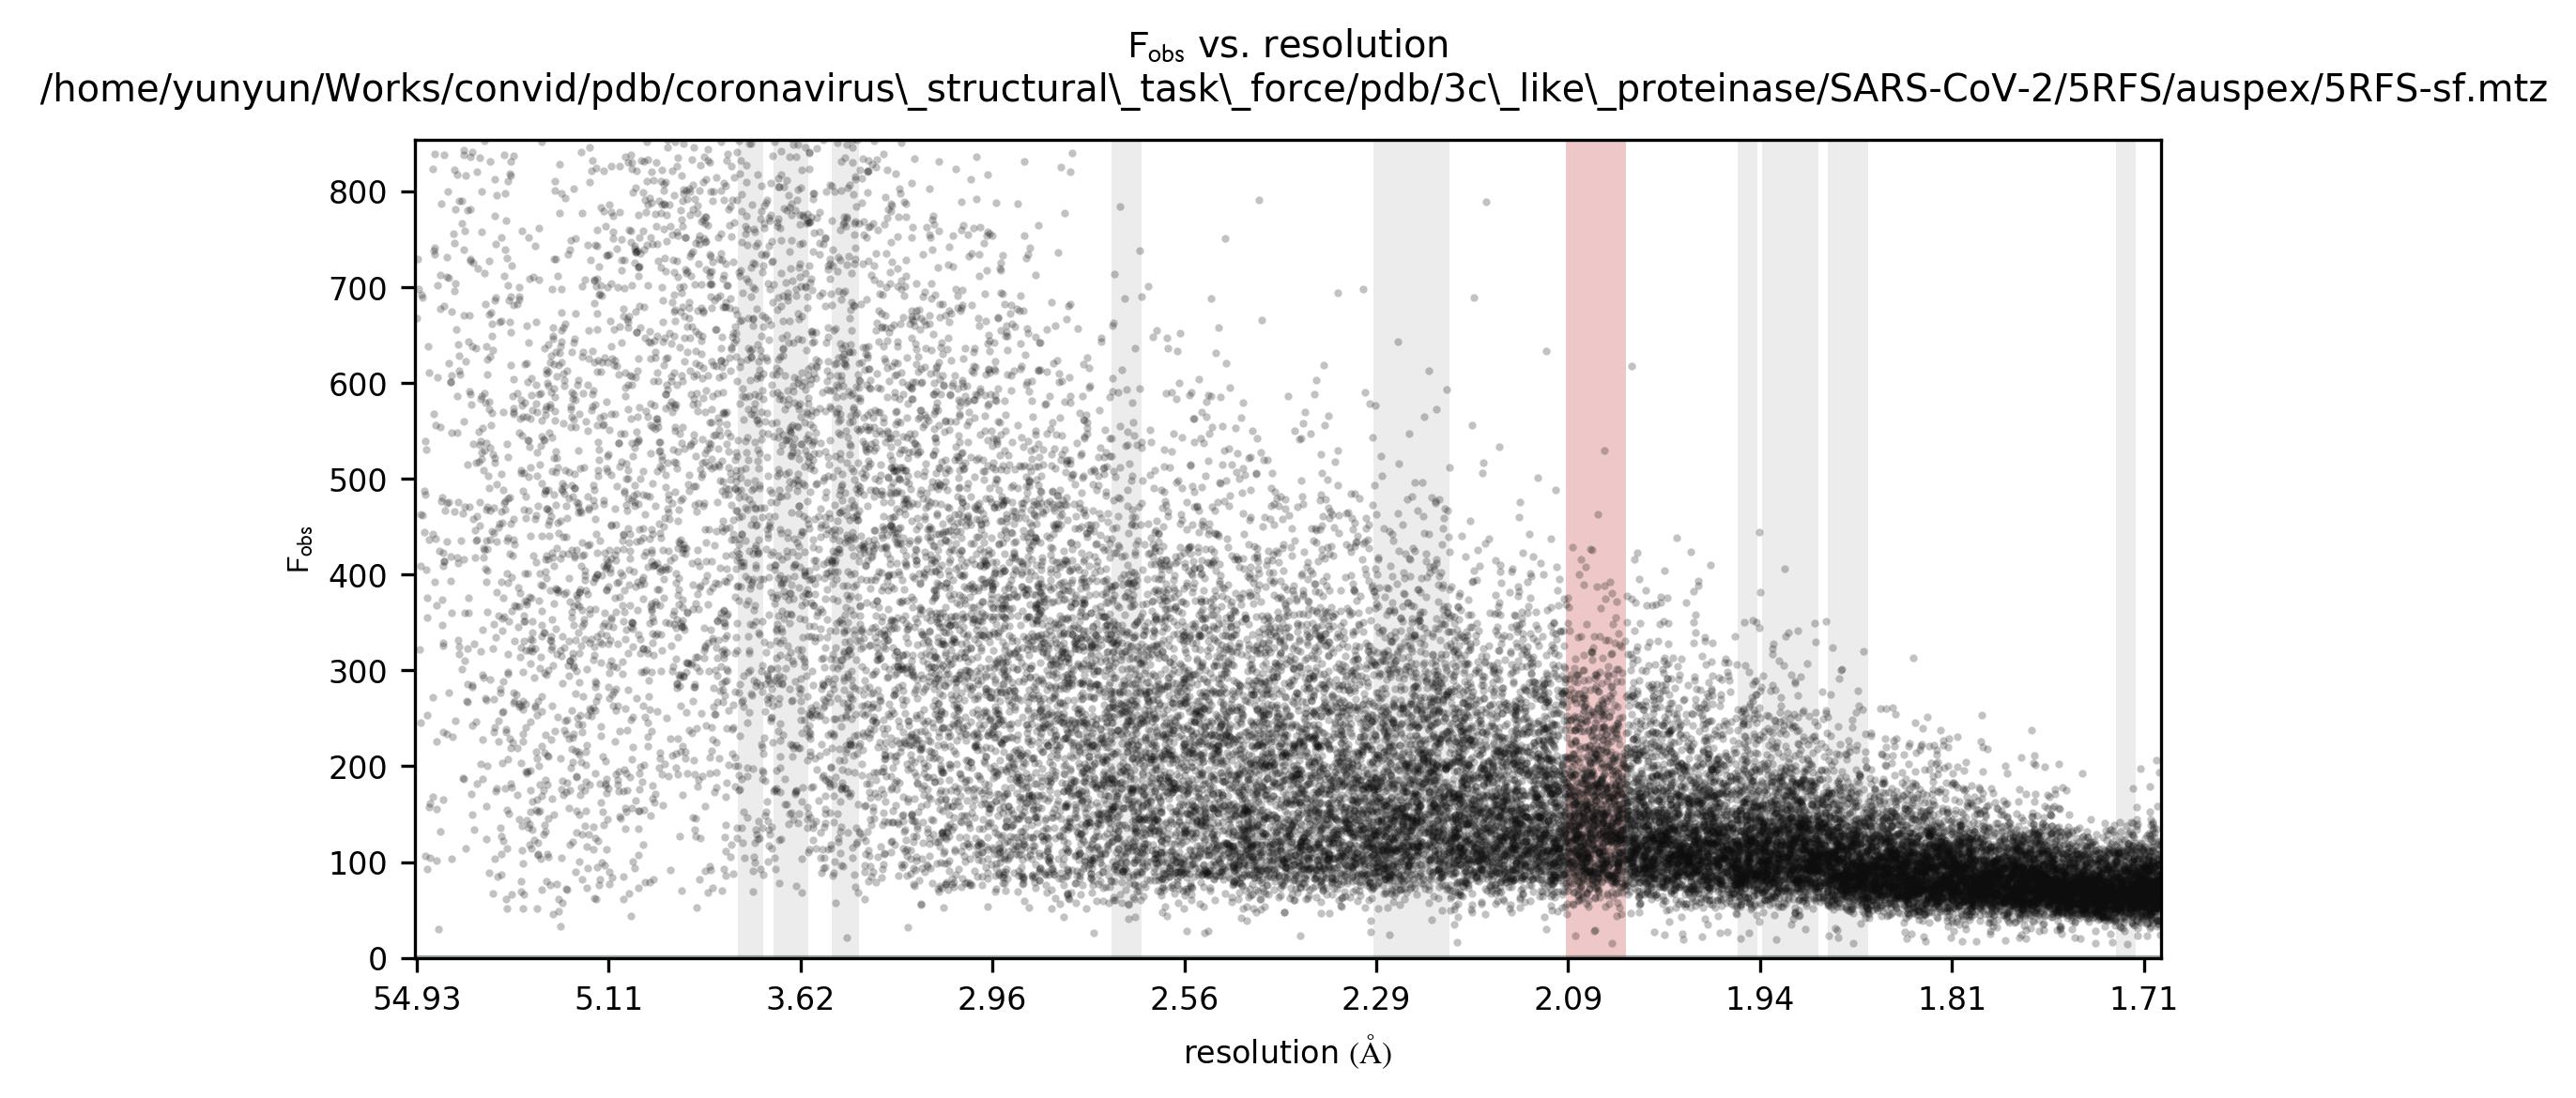 F_obs vs. resolution
/home/yunyun/Works/convid/pdb/coronavirus\_structural\_task\_force/pdb/3c\_like\_proteinase/SARS-CoV-2/5RFS/auspex/5RFS-sf.mtz
800
700
600
500
400
300
200
100
0
F_obs
54.93 5.11 3.62 2.96 2.56 2.29 2.09 1.94 1.81 1.71
resolution (Å)